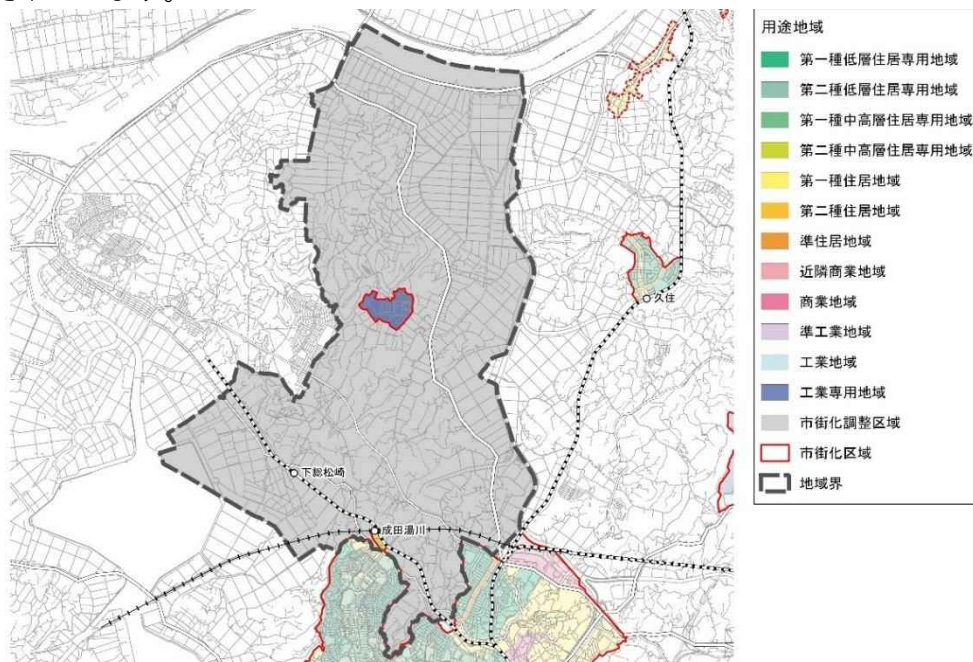 用途地域
第一種低層住居専用地域
第二種低層住居専用地域
第一種中高層住居専用地域
第二種中高層住居専用地域
第一種住居地域
第二種住居地域
準住居地域
近隣商業地域
商業地域
準工業地域
工業地域
工業専用地域
市街化調整区域
市街化区域
地域界
久住
下総松崎
成田湯川